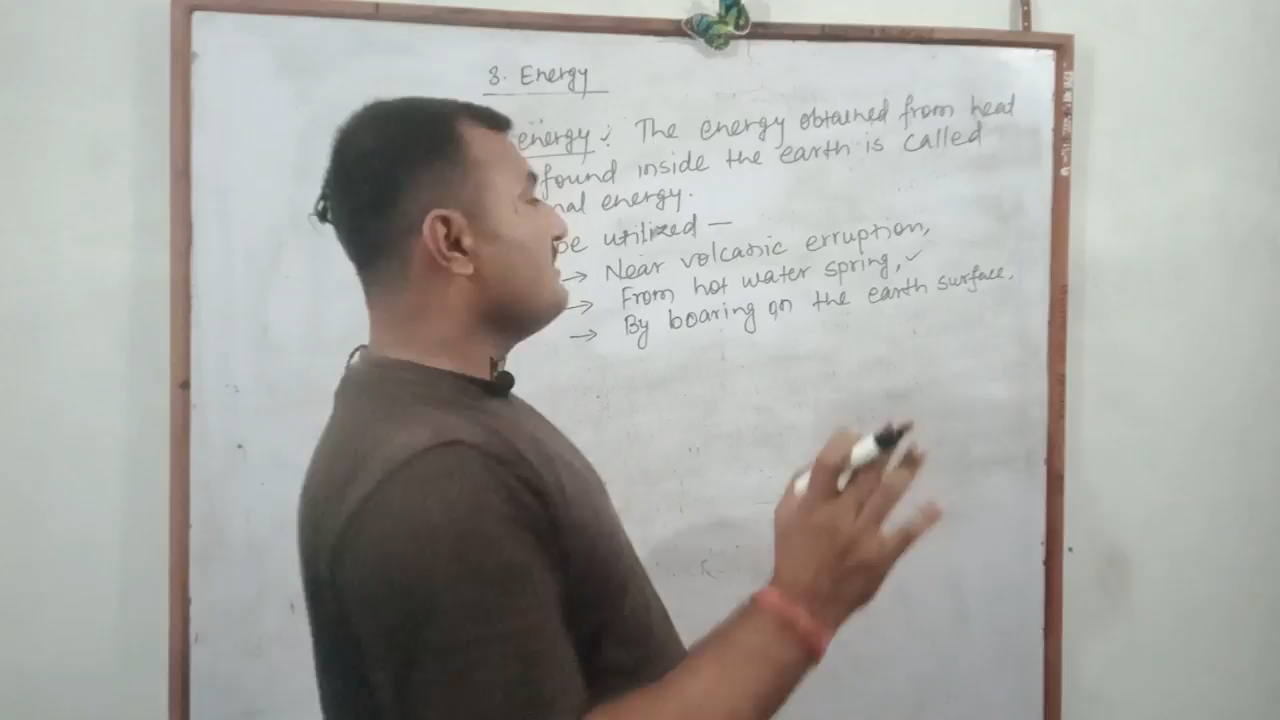 3. Energy
energy: The energy obtained from heat
found inside the earth is called
nal energy.
be utilized —
→ Near volcanic erruption,
→ From hot water spring, ✓
→ By boaring on the earth surface.